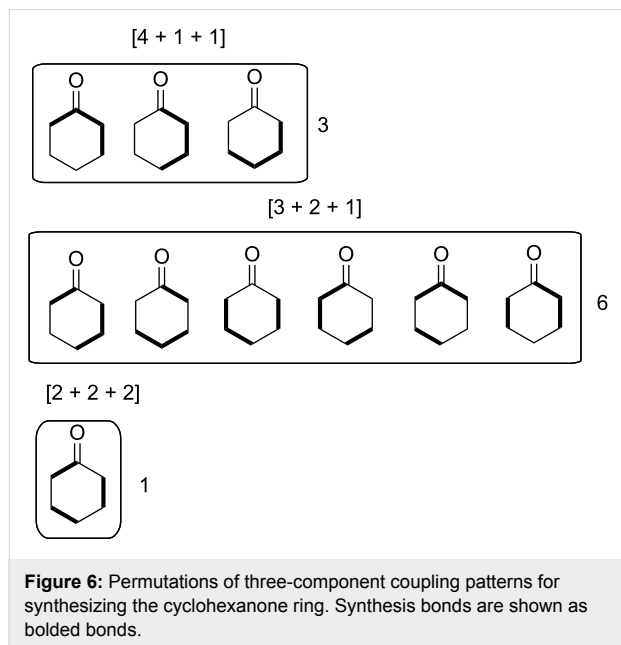 [4 + 1 + 1]
O O O
3
[3 + 2 + 1]
O O O O O O
6
[2 + 2 + 2]
O
1
Figure 6: Permutations of three-component coupling patterns for
synthesizing the cyclohexanone ring. Synthesis bonds are shown as
bolded bonds.